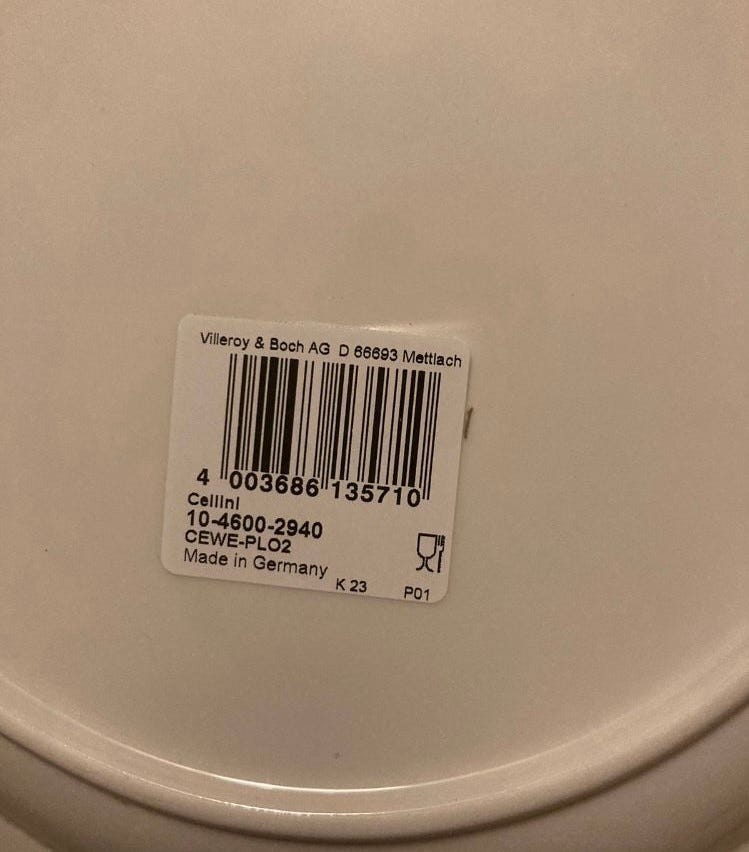 Villeroy & Boch AG D 66693 Mettlach
4 003686 135710
Cellini
10-4600-2940
CEWE-PLO2
Made in Germany
K 23 P01